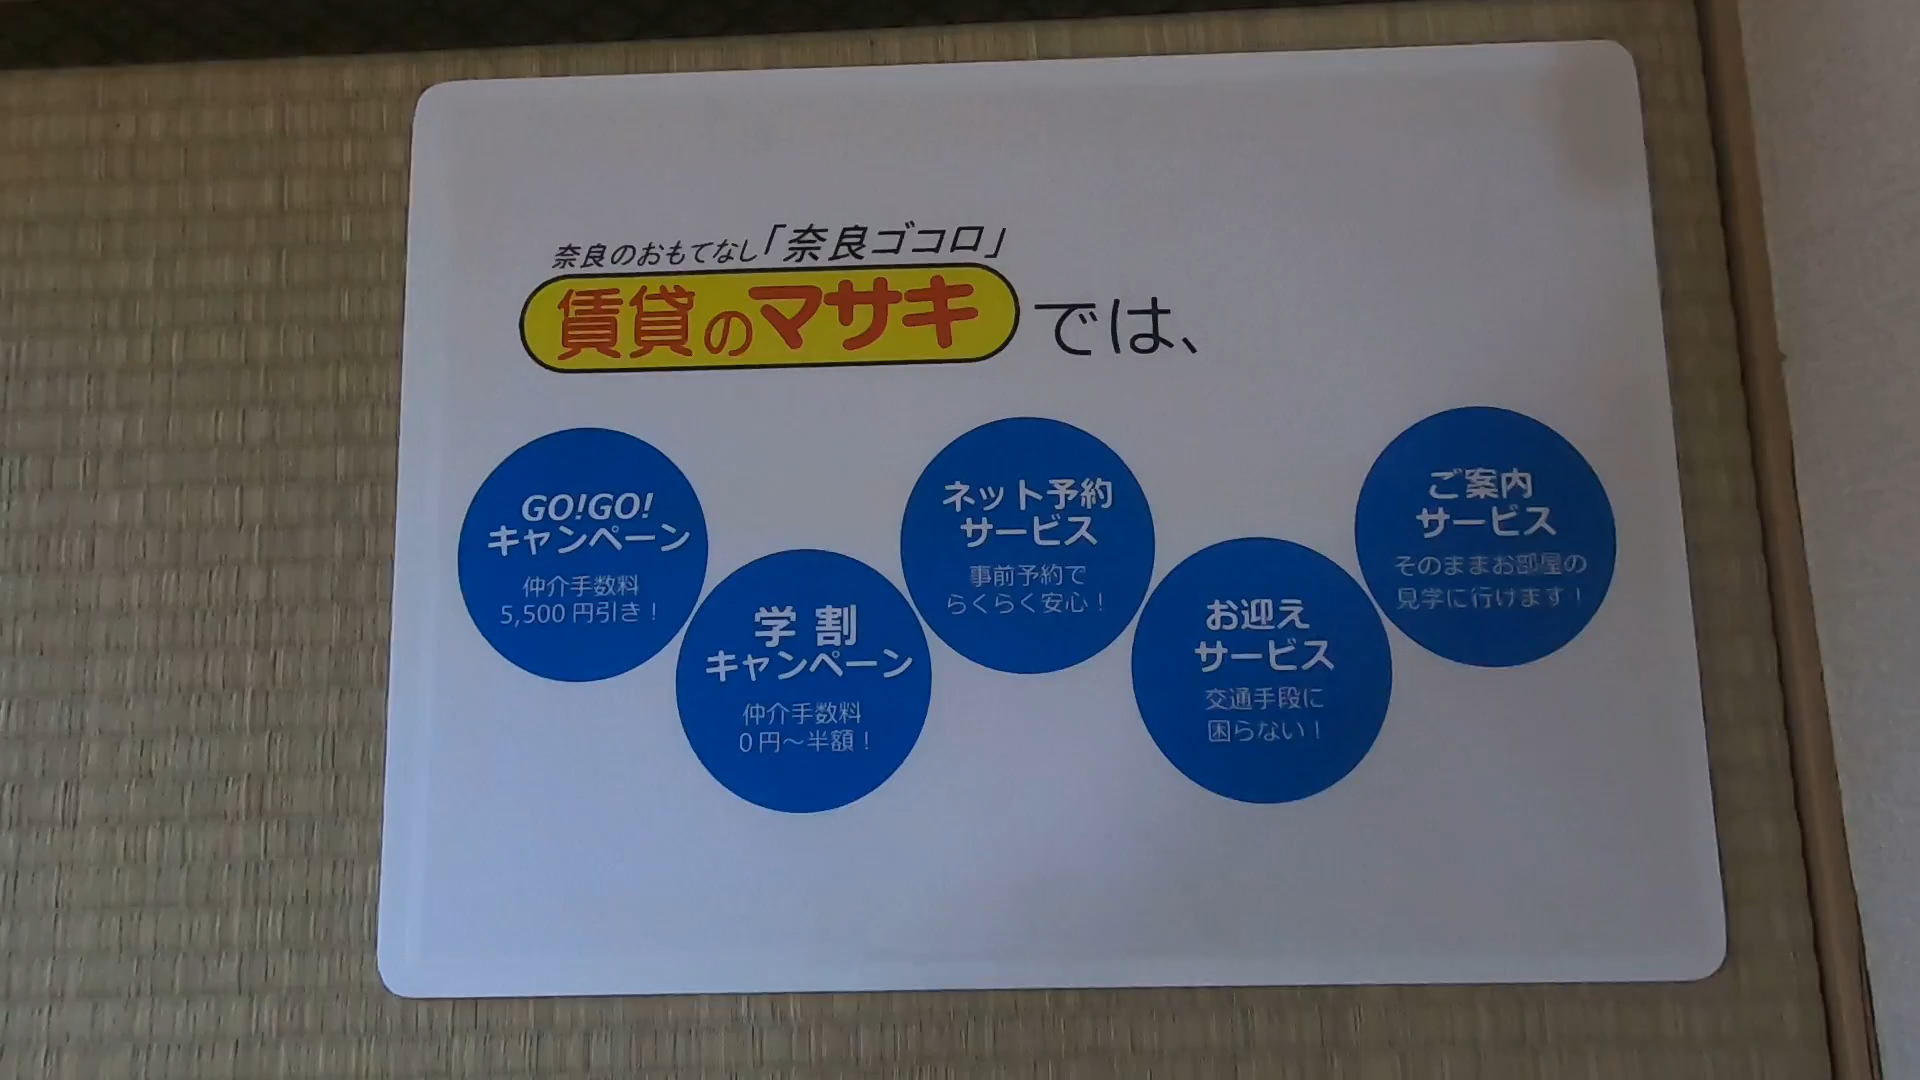 奈良のおもてなし「奈良ゴコロ」
賃貸のマサキでは、
GO!GO!
キャンペーン
仲介手数料
5,500円引き！
学割
キャンペーン
仲介手数料
0円～半額！
ネット予約
サービス
事前予約で
らくらく安心！
お迎え
サービス
交通手段に
困らない！
ご案内
サービス
そのままお部屋の
見学に行けます！